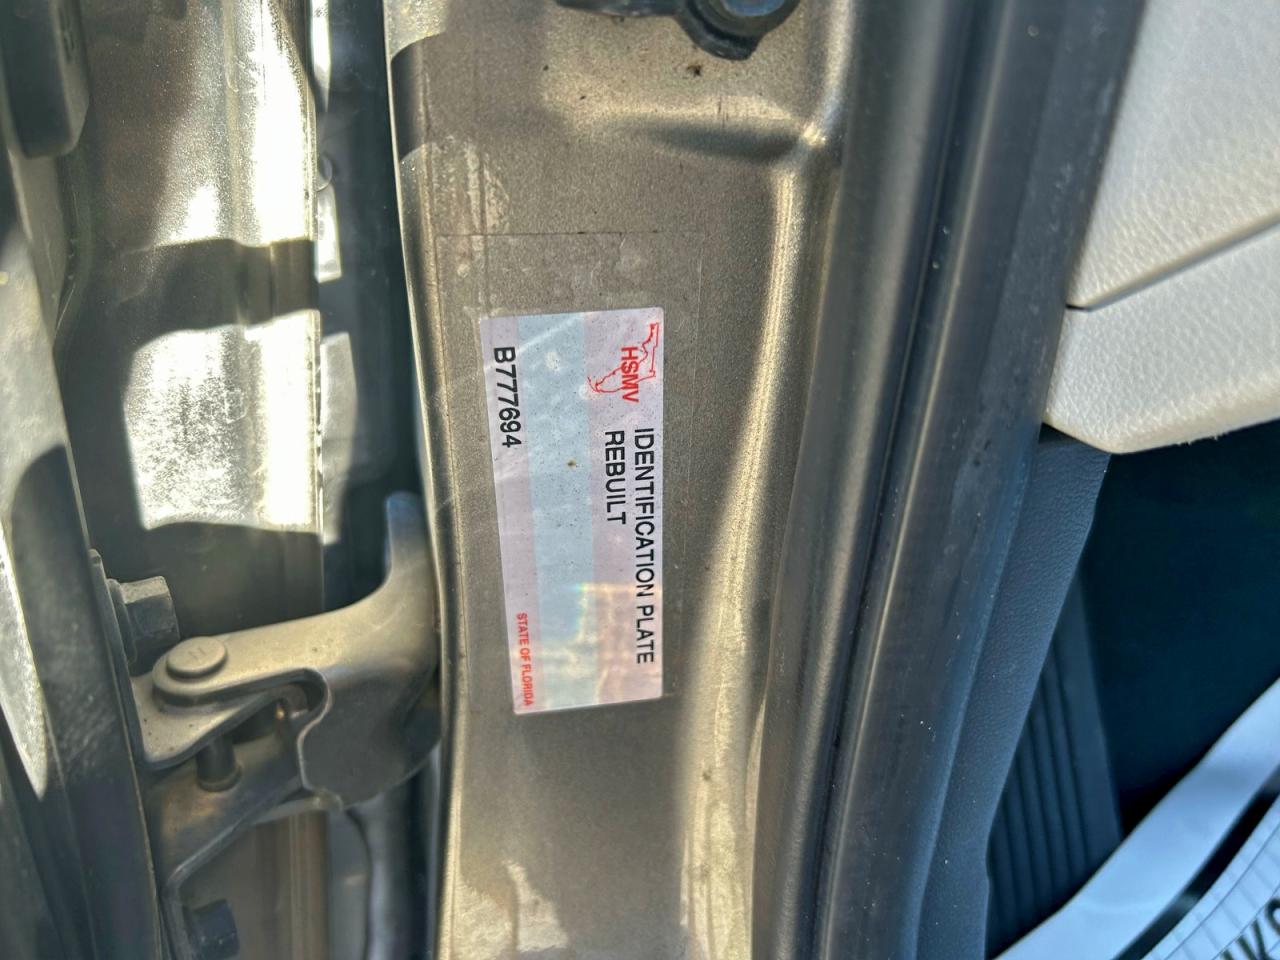 HSMV
IDENTIFICATION PLATE
REBUILT
B777694
STATE OF FLORIDA